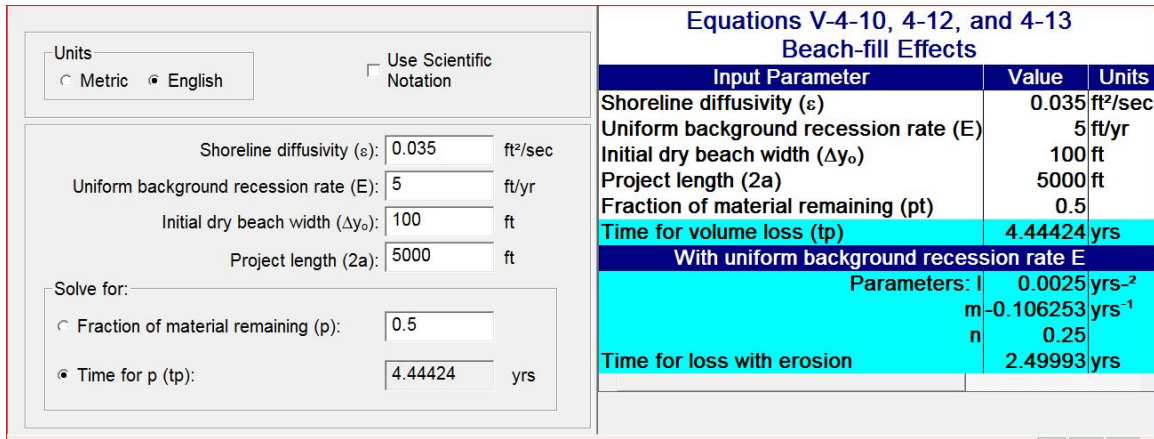 Units
Metric English
Use Scientific
Notation
Shoreline diffusivity (ε): 0.035 ft²/sec
Uniform background recession rate (E): 5 ft/yr
Initial dry beach width (Δyₒ): 100 ft
Project length (2a): 5000 ft
Solve for:
Fraction of material remaining (p): 0.5
Time for p (tp): 4.44424 yrs
Equations V-4-10, 4-12, and 4-13
Beach-fill Effects
Input Parameter Value Units
Shoreline diffusivity (ε) 0.035 ft²/sec
Uniform background recession rate (E) 5 ft/yr
Initial dry beach width (Δyₒ) 100 ft
Project length (2a) 5000 ft
Fraction of material remaining (pt) 0.5
Time for volume loss (tp) 4.44424 yrs
With uniform background recession rate E
Parameters: l 0.0025 yrs-²
m -0.106253 yrs⁻¹
n 0.25
Time for loss with erosion 2.49993 yrs